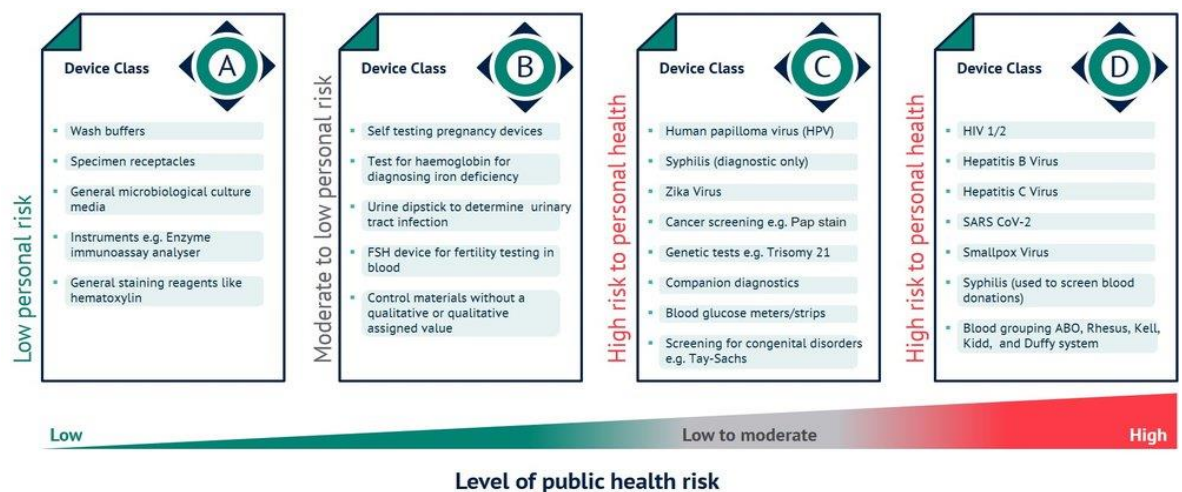 Low personal risk
Device Class
A
Wash buffers
Specimen receptacles
General microbiological culture
media
Instruments e.g. Enzyme
immunoassay analyser
General staining reagents like
hematoxylin
Moderate to low personal risk
Device Class
B
Self testing pregnancy devices
Test for haemoglobin for
diagnosing iron deficiency
Urine dipstick to determine urinary
tract infection
FSH device for fertility testing in
blood
Control materials without a
qualitative or qualitative
assigned value
High risk to personal health
Device Class
C
Human papilloma virus (HPV)
Syphilis (diagnostic only)
Zika Virus
Cancer screening e.g. Pap stain
Genetic tests e.g. Trisomy 21
Companion diagnostics
Blood glucose meters/strips
Screening for congenital disorders
e.g. Tay-Sachs
High risk to personal health
Device Class
D
HIV 1/2
Hepatitis B Virus
Hepatitis C Virus
SARS CoV-2
Smallpox Virus
Syphilis (used to screen blood
donations)
Blood grouping ABO, Rhesus, Kell,
Kidd, and Duffy system
Low
Low to moderate
High
Level of public health risk